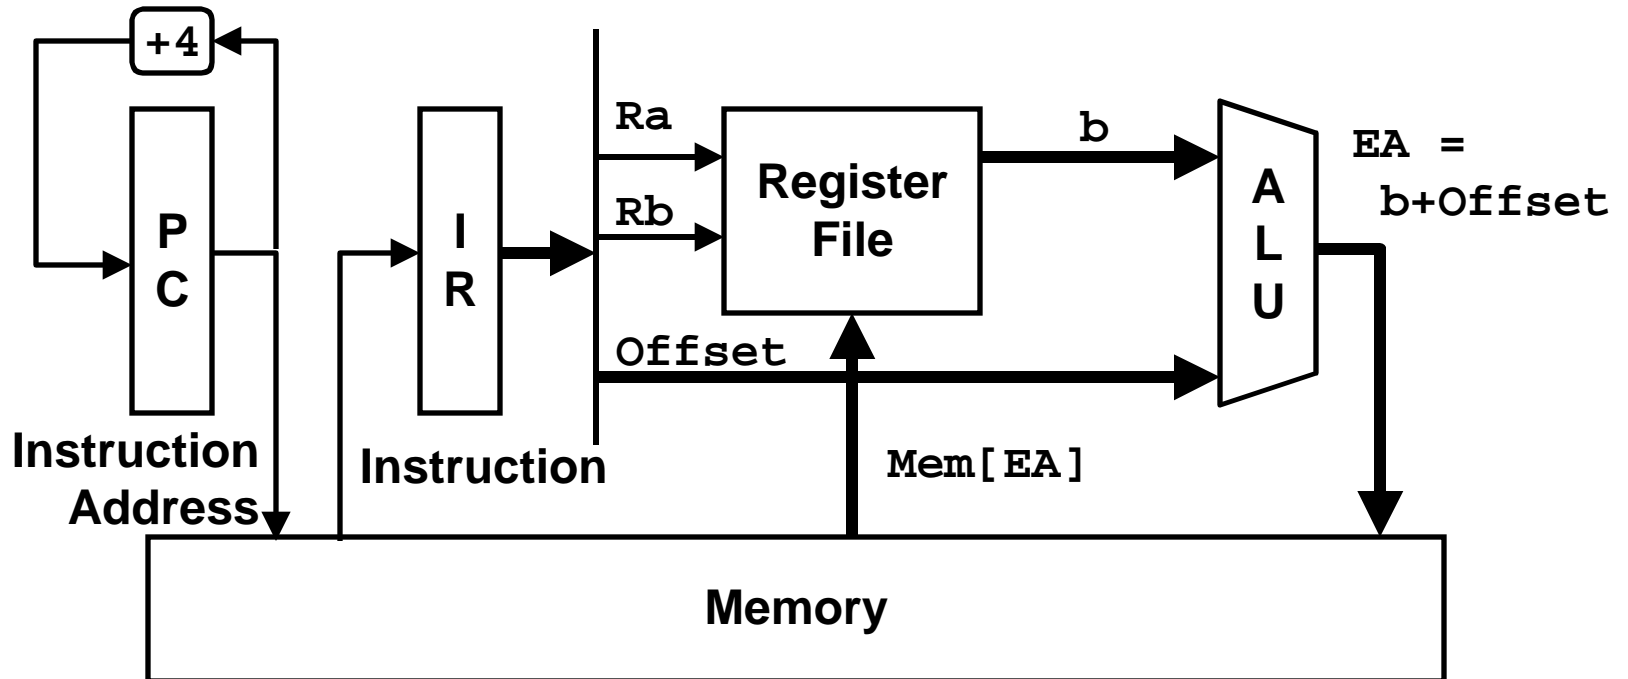 +4
Ra
b
EA =
b+Offset
Register
File
A
L
U
P
C
I
R
Rb
Offset
Instruction
Address
Instruction
Mem[EA]
Memory